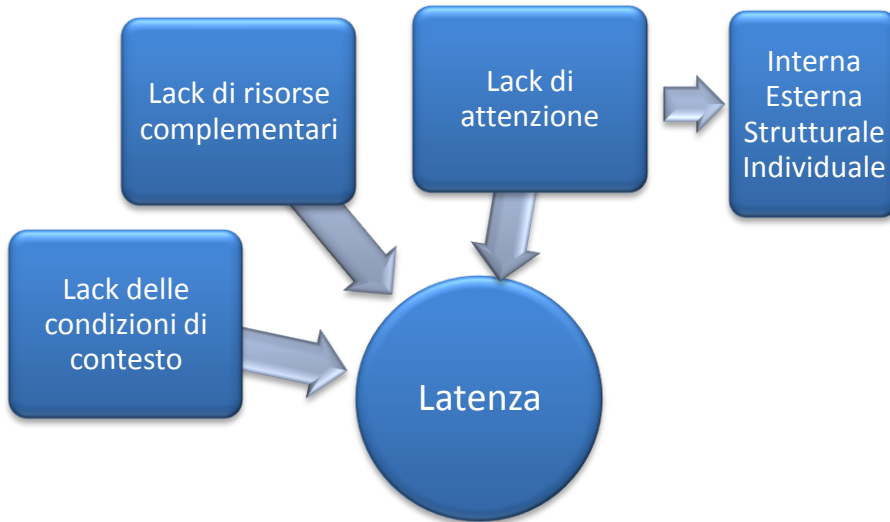 Lack di risorse
complementari
Lack di
attenzione
Interna
Esterna
Strutturale
Individuale
Lack delle
condizioni di
contesto
Latenza